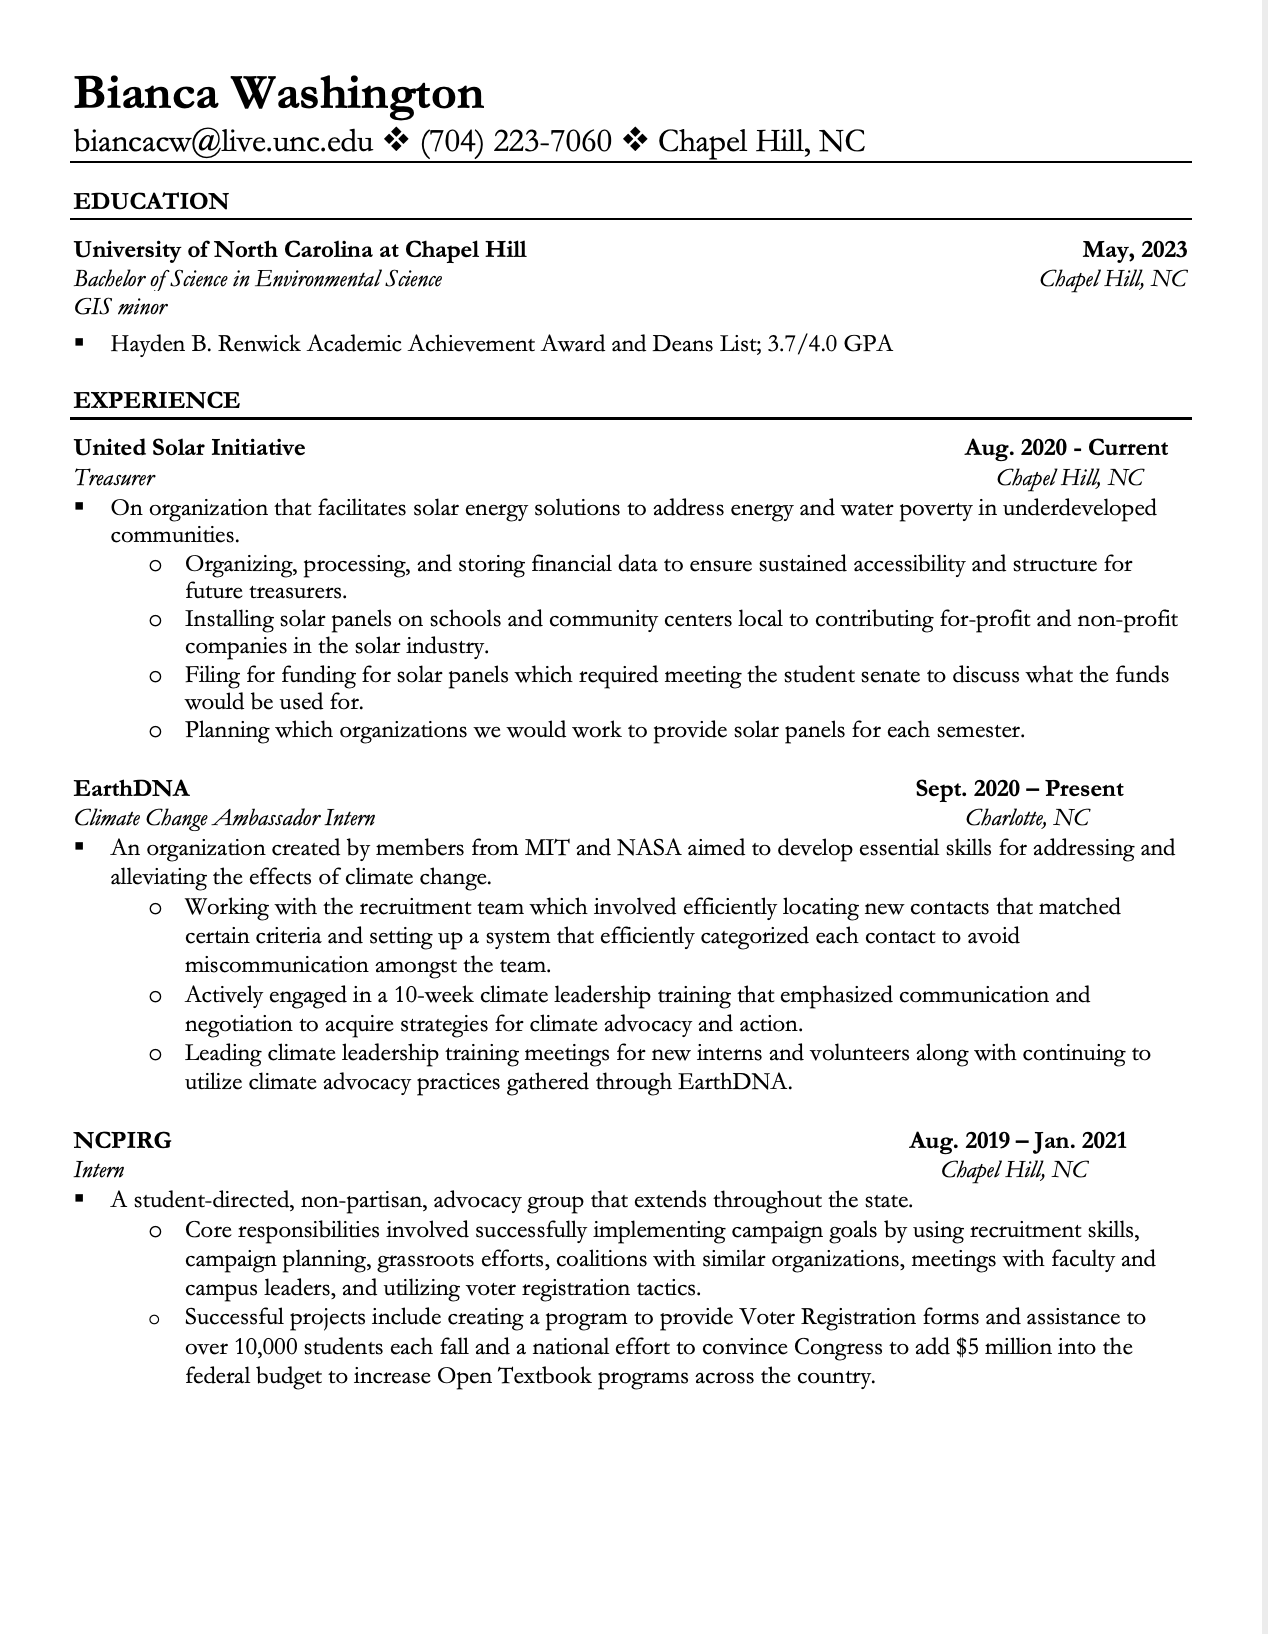 Bianca Washington
biancacw@live.unc.edu ❖ (704) 223-7060 ❖ Chapel Hill, NC
EDUCATION
University of North Carolina at Chapel Hill May, 2023
Bachelor of Science in Environmental Science Chapel Hill, NC
GIS minor
▪ Hayden B. Renwick Academic Achievement Award and Deans List; 3.7/4.0 GPA
EXPERIENCE
United Solar Initiative Aug. 2020 - Current
Treasurer Chapel Hill, NC
▪ On organization that facilitates solar energy solutions to address energy and water poverty in underdeveloped
communities.
o Organizing, processing, and storing financial data to ensure sustained accessibility and structure for
future treasurers.
o Installing solar panels on schools and community centers local to contributing for-profit and non-profit
companies in the solar industry.
o Filing for funding for solar panels which required meeting the student senate to discuss what the funds
would be used for.
o Planning which organizations we would work to provide solar panels for each semester.
EarthDNA Sept. 2020 – Present
Climate Change Ambassador Intern Charlotte, NC
▪ An organization created by members from MIT and NASA aimed to develop essential skills for addressing and
alleviating the effects of climate change.
o Working with the recruitment team which involved efficiently locating new contacts that matched
certain criteria and setting up a system that efficiently categorized each contact to avoid
miscommunication amongst the team.
o Actively engaged in a 10-week climate leadership training that emphasized communication and
negotiation to acquire strategies for climate advocacy and action.
o Leading climate leadership training meetings for new interns and volunteers along with continuing to
utilize climate advocacy practices gathered through EarthDNA.
NCPIRG Aug. 2019 – Jan. 2021
Intern Chapel Hill, NC
▪ A student-directed, non-partisan, advocacy group that extends throughout the state.
o Core responsibilities involved successfully implementing campaign goals by using recruitment skills,
campaign planning, grassroots efforts, coalitions with similar organizations, meetings with faculty and
campus leaders, and utilizing voter registration tactics.
o Successful projects include creating a program to provide Voter Registration forms and assistance to
over 10,000 students each fall and a national effort to convince Congress to add $5 million into the
federal budget to increase Open Textbook programs across the country.